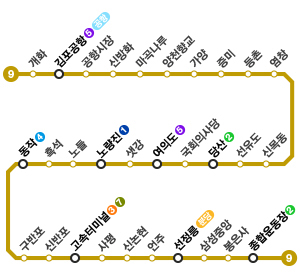 9 개화 김포공항 5 공항 공항시장 신방화 마곡나루 양천향교 가양 증미 등촌 염창
동작 4 흑석 노들 노량진 1 샛강 여의도 5 국회의사당 당산 2 선유도 신목동
구반포 신반포 고속터미널 3 7 사평 신논현 언주 선정릉 분당 삼성중앙 봉은사 종합운동장 2 9